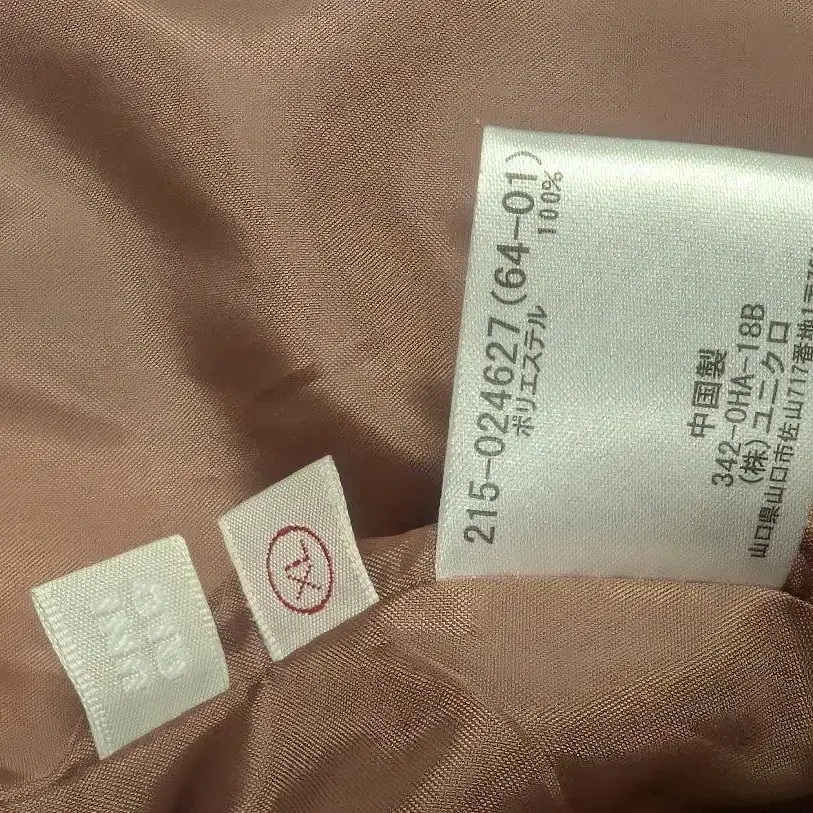 215-024627(64-01)
ポリエステル 100%
中国製
342-0HA-18B
(株)ユニクロ
山口県山口市佐山717番地1
XL
UNI
QLO